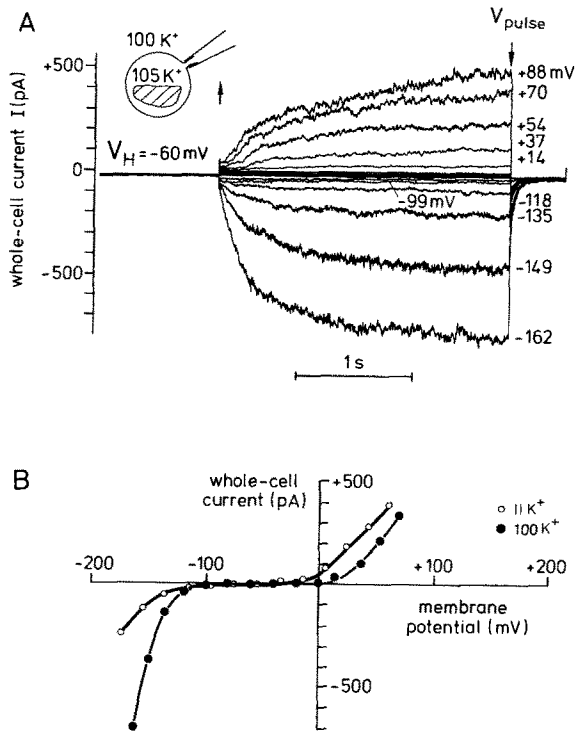 A
V pulse
100 K+
105 K+
+500
0
-500
whole-cell current I (pA)
VH = -60 mV
+88 mV
+70
+54
+37
+14
-99 mV
-118
-135
-149
-162
1 s
B
whole-cell
current (pA)
+500
○ 11 K+
● 100 K+
-200
-100
0
+100
+200
membrane
potential (mV)
-500